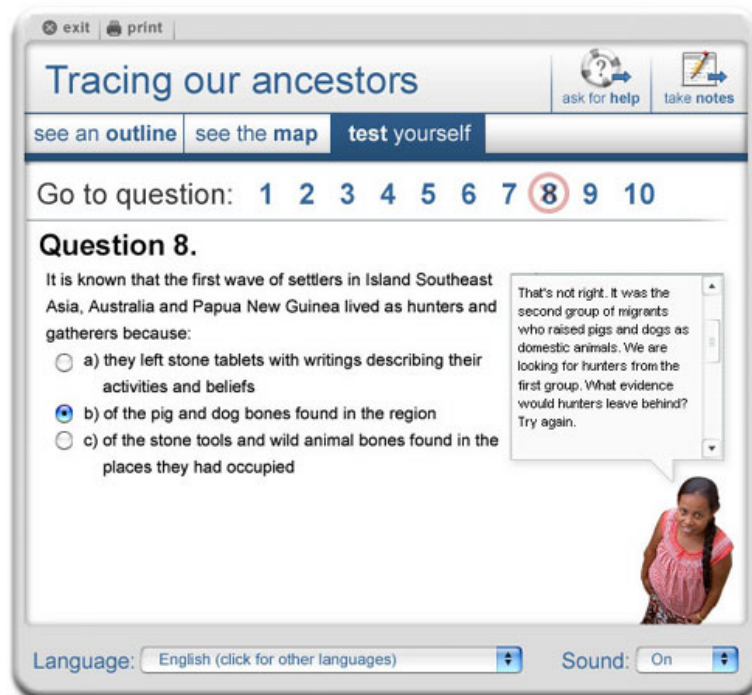 exit print
Tracing our ancestors
ask for help take notes
see an outline see the map test yourself
Go to question: 1 2 3 4 5 6 7 8 9 10
Question 8.
It is known that the first wave of settlers in Island Southeast
Asia, Australia and Papua New Guinea lived as hunters and
gatherers because:
a) they left stone tablets with writings describing their
activities and beliefs
b) of the pig and dog bones found in the region
c) of the stone tools and wild animal bones found in the
places they had occupied
That's not right. It was the
second group of migrants
who raised pigs and dogs as
domestic animals. We are
looking for hunters from the
first group. What evidence
would hunters leave behind?
Try again.
Language: English (click for other languages) Sound: On